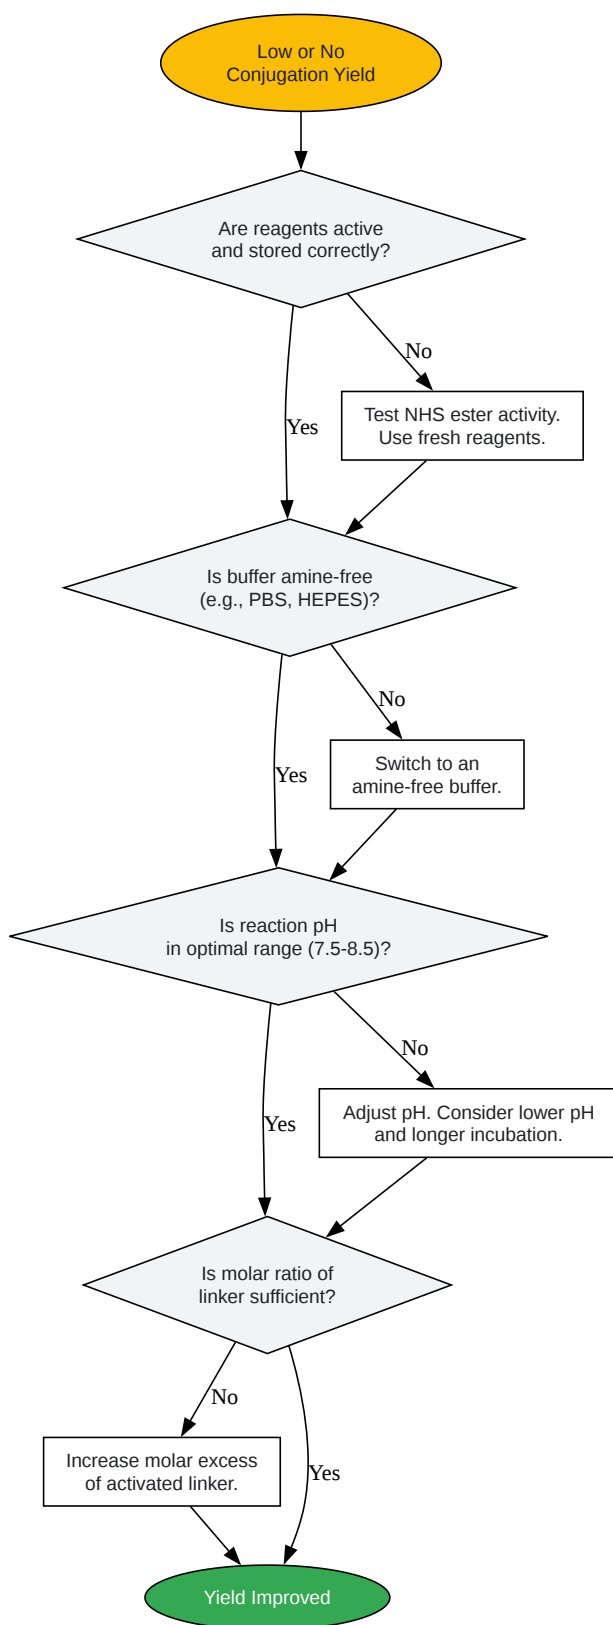 Low or No
Conjugation Yield
Are reagents active
and stored correctly?
No
Yes
Test NHS ester activity.
Use fresh reagents.
Is buffer amine-free
(e.g., PBS, HEPES)?
No
Yes
Switch to an
amine-free buffer.
Is reaction pH
in optimal range (7.5-8.5)?
No
Yes
Adjust pH. Consider lower pH
and longer incubation.
Is molar ratio of
linker sufficient?
No
Yes
Increase molar excess
of activated linker.
Yield Improved